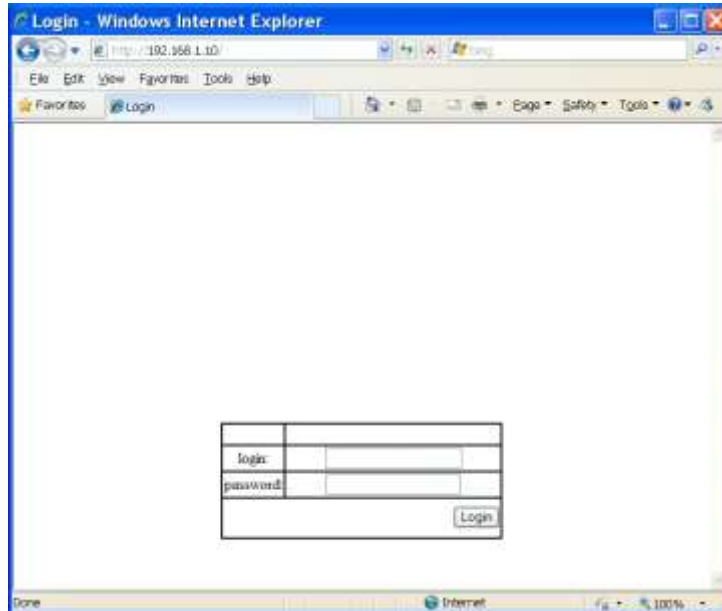 Login - Windows Internet Explorer
http://192.168.1.10/
Bing
File Edit View Favorites Tools Help
Favorites Login Page Safety Tools
login:
password:
Login
Done Internet 100%